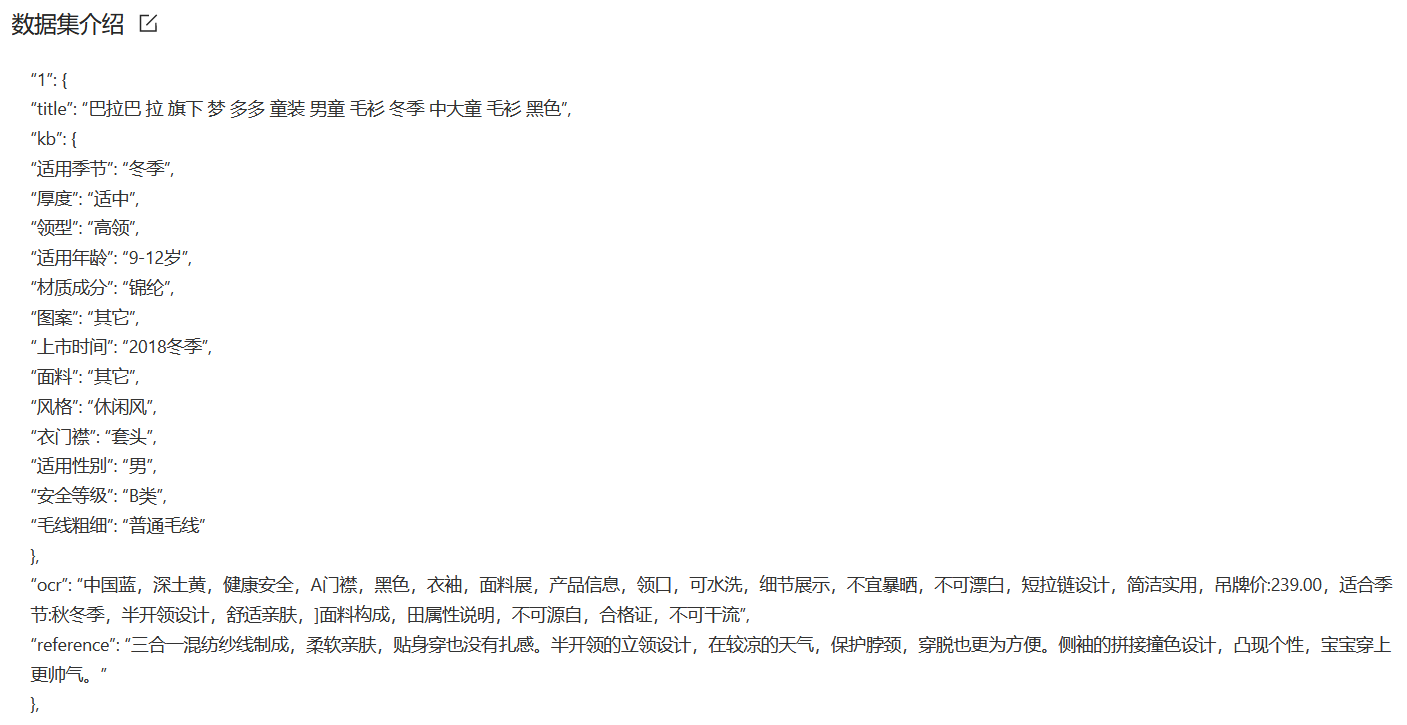 数据集介绍
“1”: {
“title”: “巴拉巴 拉 旗下 梦 多多 童装 男童 毛衫 冬季 中大童 毛衫 黑色”,
“kb”: {
“适用季节”: “冬季”,
“厚度”: “适中”,
“领型”: “高领”,
“适用年龄”: “9-12岁”,
“材质成分”: “锦纶”,
“图案”: “其它”,
“上市时间”: “2018冬季”,
“面料”: “其它”,
“风格”: “休闲风”,
“衣门襟”: “套头”,
“适用性别”: “男”,
“安全等级”: “B类”,
“毛线粗细”: “普通毛线”
},
“ocr”: “中国蓝，深土黄，健康安全，A门襟，黑色，衣袖，面料展，产品信息，领口，可水洗，细节展示，不宜暴晒，不可漂白，短拉链设计，简洁实用，吊牌价:239.00，适合季
节:秋冬季，半开领设计，舒适亲肤，]面料构成，田属性说明，不可源自，合格证，不可干流”,
“reference”: “三合一混纺纱线制成，柔软亲肤，贴身穿也没有扎感。半开领的立领设计，在较凉的天气，保护脖颈，穿脱也更为方便。侧袖的拼接撞色设计，凸现个性，宝宝穿上
更帅气。”
},